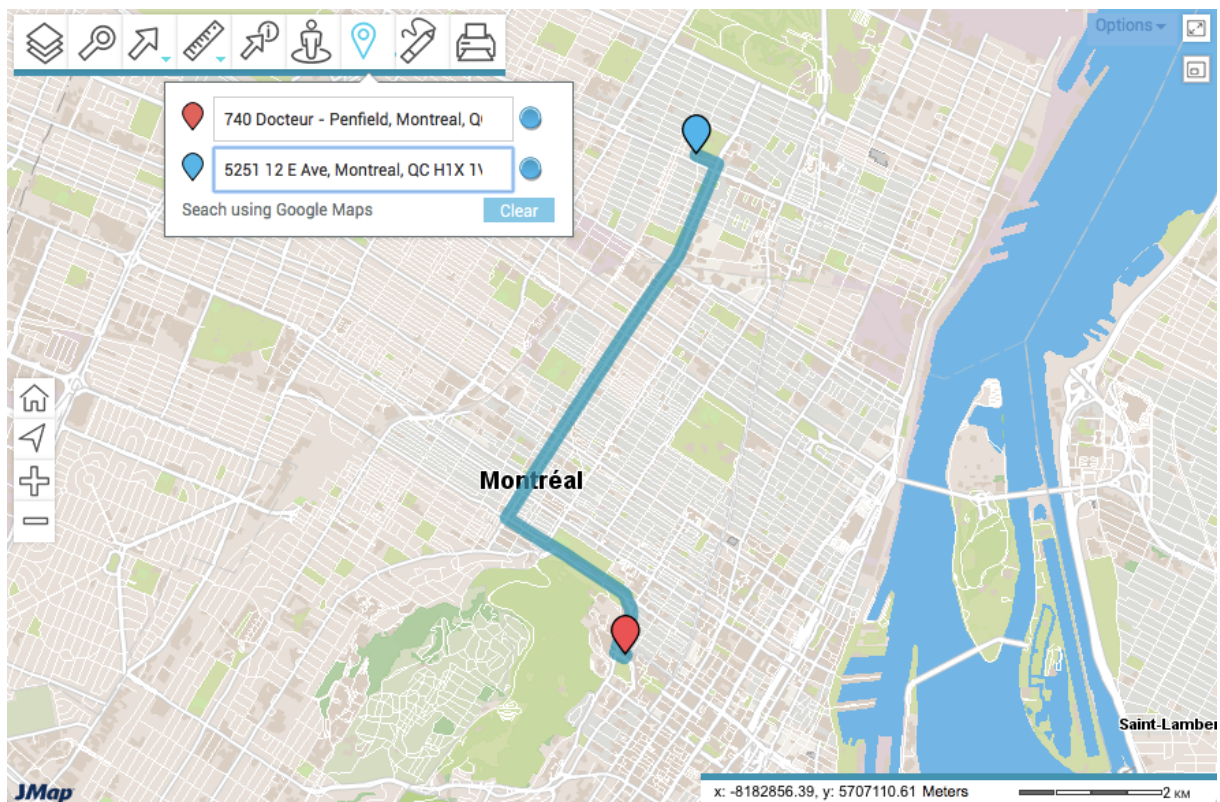 Options
740 Docteur - Penfield, Montreal, Q
5251 12 E Ave, Montreal, QC H1X 1
Seach using Google Maps
Clear
Montréal
Saint-Lamber
JMap
x: -8182856.39, y: 5707110.61 Meters
2 KM